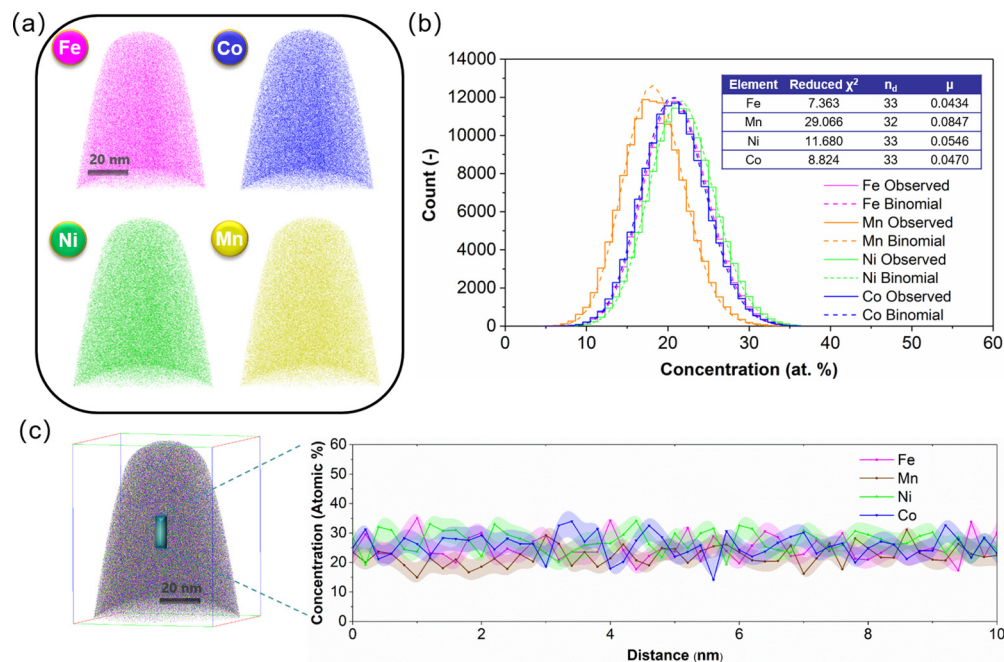 (a)
Fe
Co
20 nm
Ni
Mn
(b)
14000
12000
10000
8000
6000
4000
2000
0
Count (-)
0 10 20 30 40 50 60
Concentration (at. %)
Element Reduced χ² n_d μ
Fe 7.363 33 0.0434
Mn 29.066 32 0.0847
Ni 11.680 33 0.0546
Co 8.824 33 0.0470
Fe Observed
Fe Binomial
Mn Observed
Mn Binomial
Ni Observed
Ni Binomial
Co Observed
Co Binomial
(c)
20 nm
60
50
40
30
20
10
0
Concentration (Atomic %)
Fe
Mn
Ni
Co
0 2 4 6 8 10
Distance (nm)